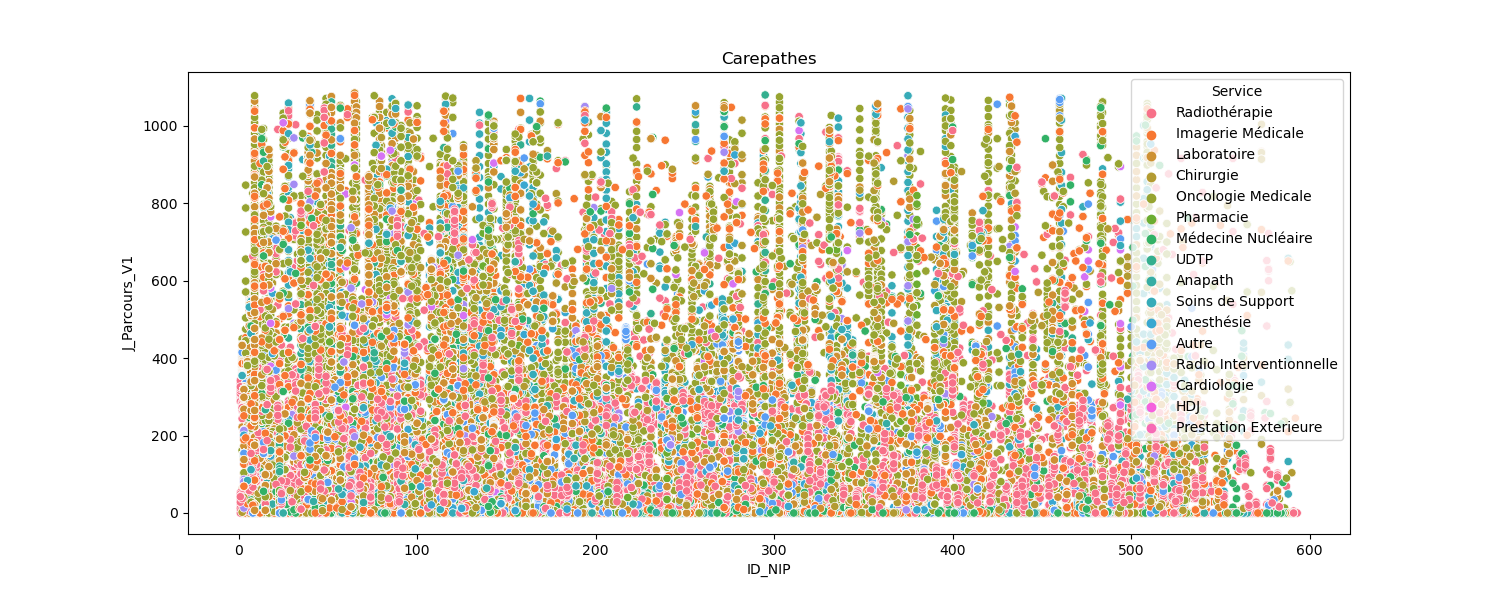 Carepathes
Service
Radiothérapie
Imagerie Médicale
Laboratoire
Chirurgie
Oncologie Medicale
Pharmacie
Médecine Nucléaire
UDTP
Anapath
Soins de Support
Anesthésie
Autre
Radio Interventionnelle
Cardiologie
HDJ
Prestation Exterieure
J_Parcours_V1
1000
800
600
400
200
0
0 100 200 300 400 500 600
ID_NIP